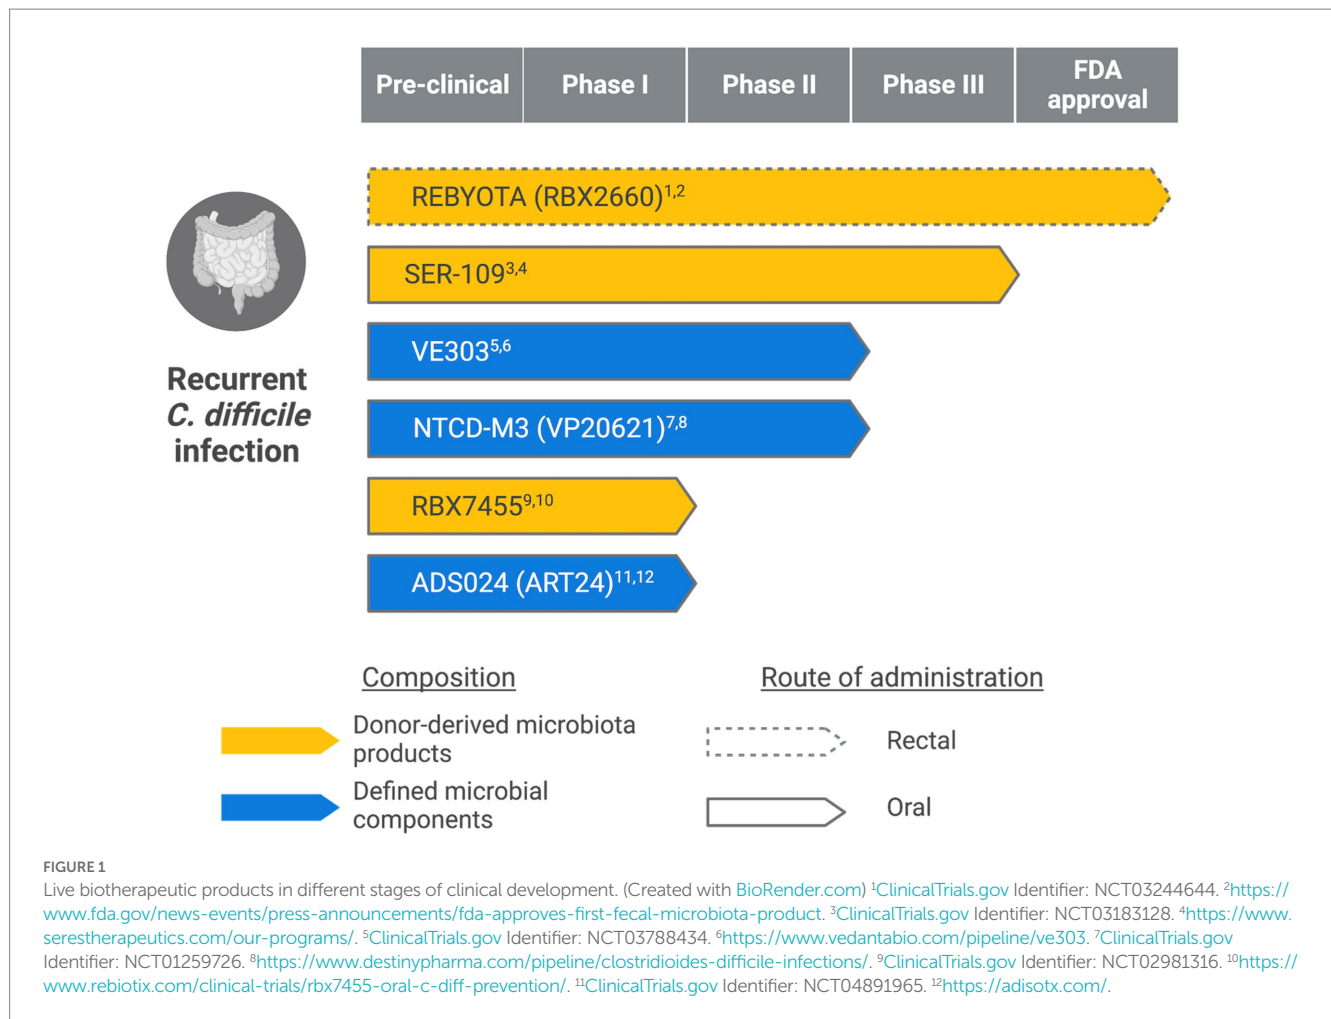 Pre-clinical
Phase I
Phase II
Phase III
FDA
approval
REBYOTA (RBX2660)1,2
SER-1093,4
VE3035,6
NTCD-M3 (VP20621)7,8
RBX74559,10
ADS024 (ART24)11,12
Recurrent
C. difficile
infection
Composition
Donor-derived microbiota
products
Defined microbial
components
Route of administration
Rectal
Oral
FIGURE 1
Live biotherapeutic products in different stages of clinical development. (Created with BioRender.com) 1ClinicalTrials.gov Identifier: NCT03244644. 2https://
www.fda.gov/news-events/press-announcements/fda-approves-first-fecal-microbiota-product. 3ClinicalTrials.gov Identifier: NCT03183128. 4https://www.
serestherapeutics.com/our-programs/. 5ClinicalTrials.gov Identifier: NCT03788434. 6https://www.vedantabio.com/pipeline/ve303. 7ClinicalTrials.gov
Identifier: NCT01259726. 8https://www.destinypharma.com/pipeline/clostridioides-difficile-infections/. 9ClinicalTrials.gov Identifier: NCT02981316. 10https://
www.rebiotix.com/clinical-trials/rbx7455-oral-c-diff-prevention/. 11ClinicalTrials.gov Identifier: NCT04891965. 12https://adisotx.com/.